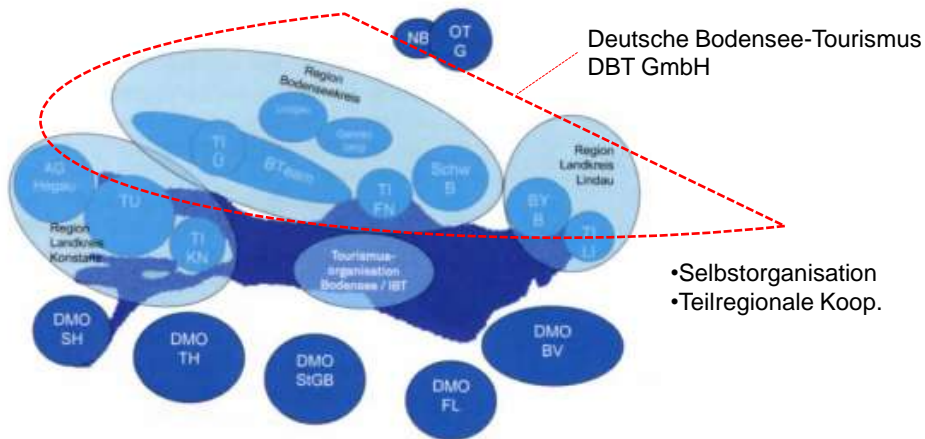 NB
OT
G
Deutsche Bodensee-Tourismus
DBT GmbH
Region
Bodenseekreis
TI
Ü
BTeam
TI
FN
Schw
B
Region
Landkreis
Lindau
BY
B
TI
LI
AG
Hegau
TU
Region
Landkreis
Konstanz
TI
KN
Tourismus-
organisation
Bodensee / IBT
•Selbstorganisation
•Teilregionale Koop.
DMO
SH
DMO
TH
DMO
StGB
DMO
FL
DMO
BV